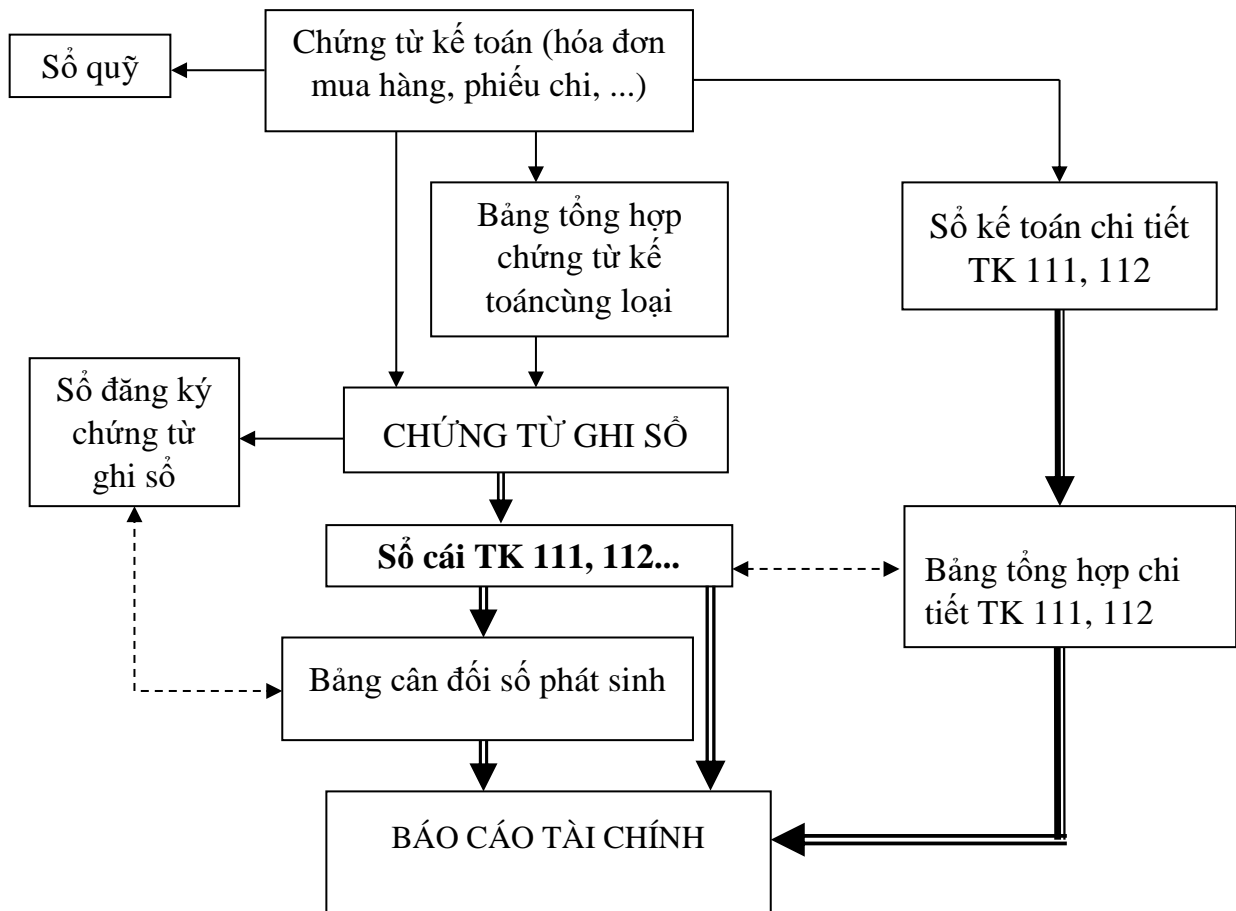 Sổ quỹ
Chứng từ kế toán (hóa đơn
mua hàng, phiếu chi, ...)
Bảng tổng hợp
chứng từ kế
toáncùng loại
Sổ kế toán chi tiết
TK 111, 112
Sổ đăng ký
chứng từ
ghi sổ
CHỨNG TỪ GHI SỔ
Sổ cái TK 111, 112...
Bảng tổng hợp chi
tiết TK 111, 112
Bảng cân đối số phát sinh
BÁO CÁO TÀI CHÍNH